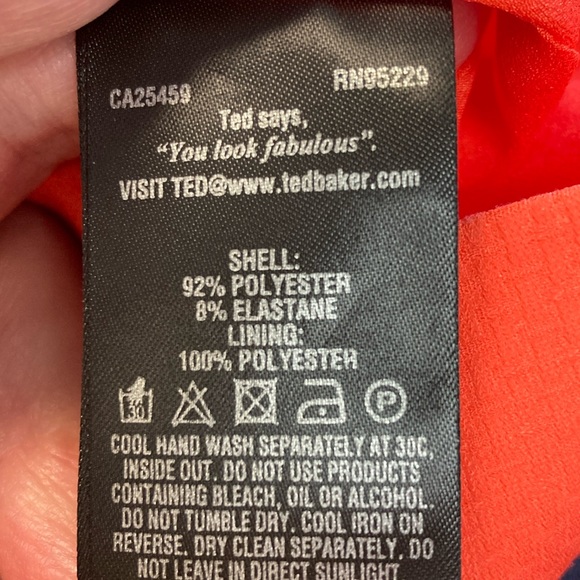 CA25459 RN95229
Ted says,
"You look fabulous".
VISIT TED@www.tedbaker.com
SHELL:
92% POLYESTER
8% ELASTANE
LINING:
100% POLYESTER
30 P
COOL HAND WASH SEPARATELY AT 30C,
INSIDE OUT. DO NOT USE PRODUCTS
CONTAINING BLEACH, OIL OR ALCOHOL.
DO NOT TUMBLE DRY. COOL IRON ON
REVERSE. DRY CLEAN SEPARATELY. DO
NOT LEAVE IN DIRECT SUNLIGHT